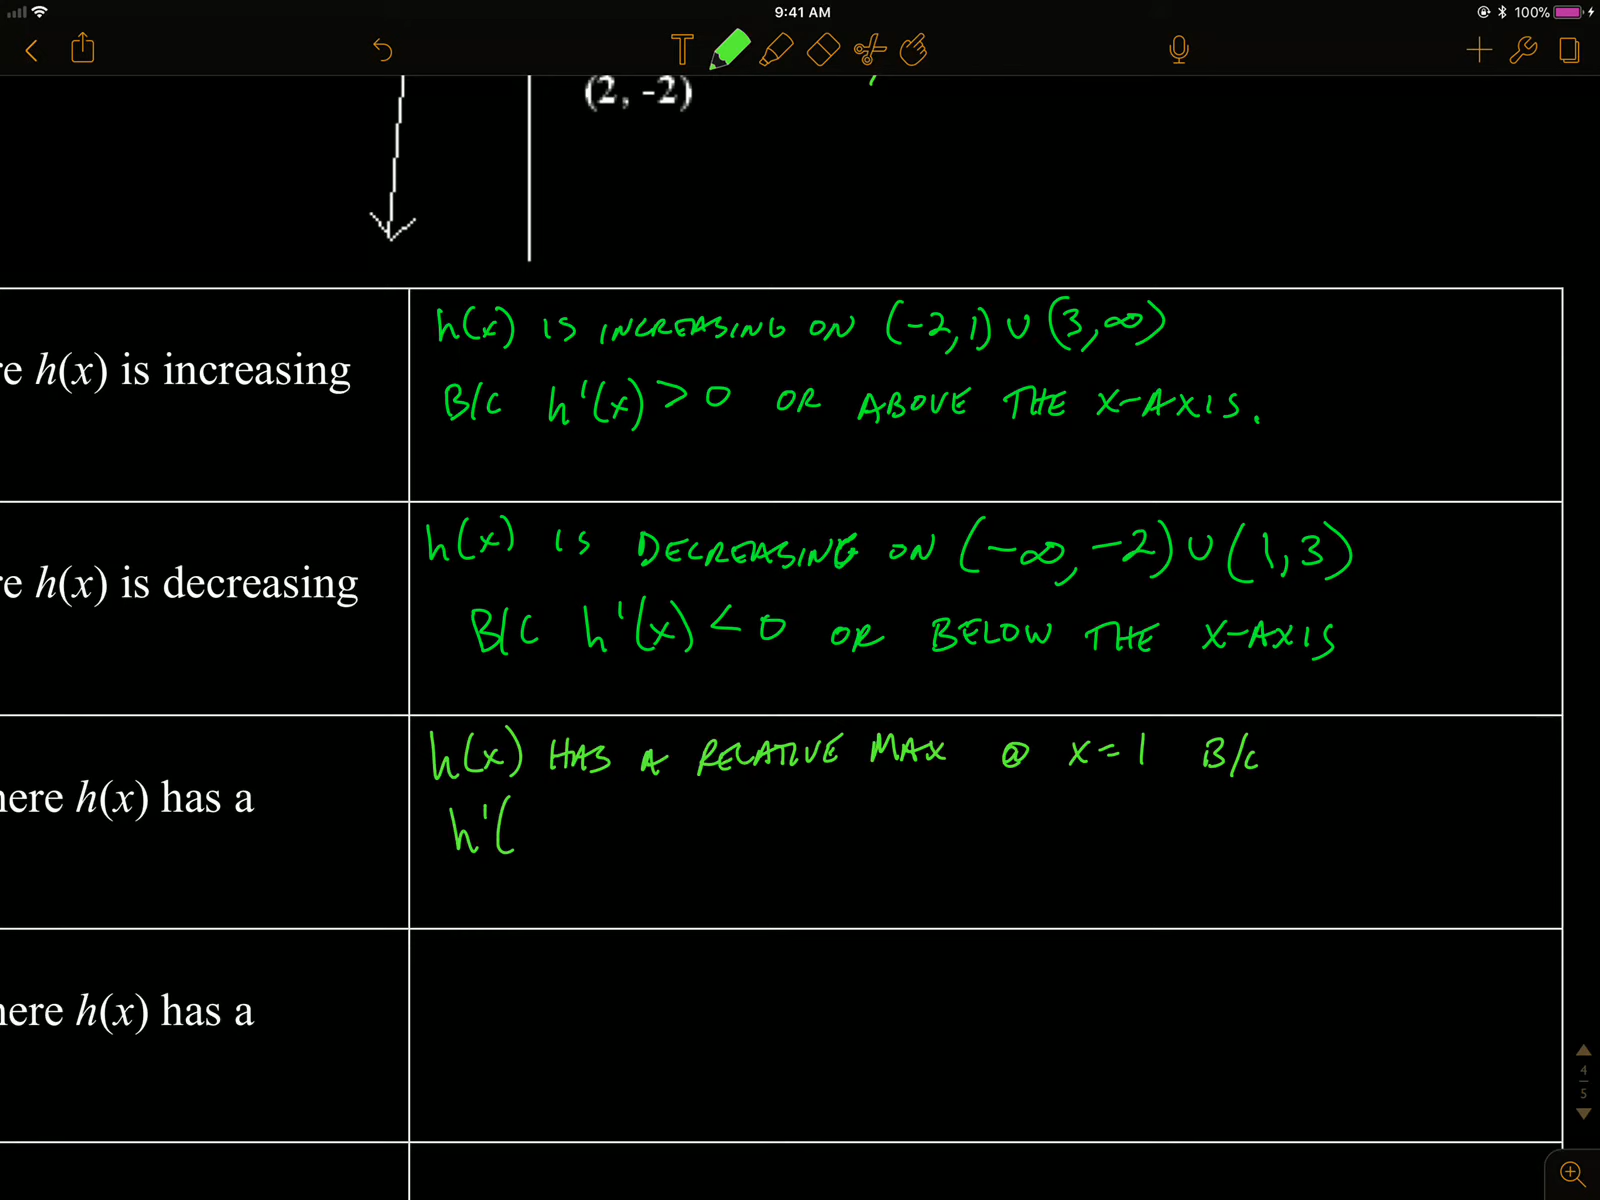 9:41 AM
100%
T
(2, -2)
h(x) IS INCREASING ON (-2,1) ∪ (3,∞)
re h(x) is increasing
B/C h'(x) > 0 OR ABOVE THE X-AXIS.
h(x) IS DECREASING ON (-∞,-2) ∪ (1,3)
re h(x) is decreasing
B/C h'(x) < 0 OR BELOW THE X-AXIS
h(x) HAS A RELATIVE MAX @ x=1 B/C
here h(x) has a
h'(
here h(x) has a
4
5